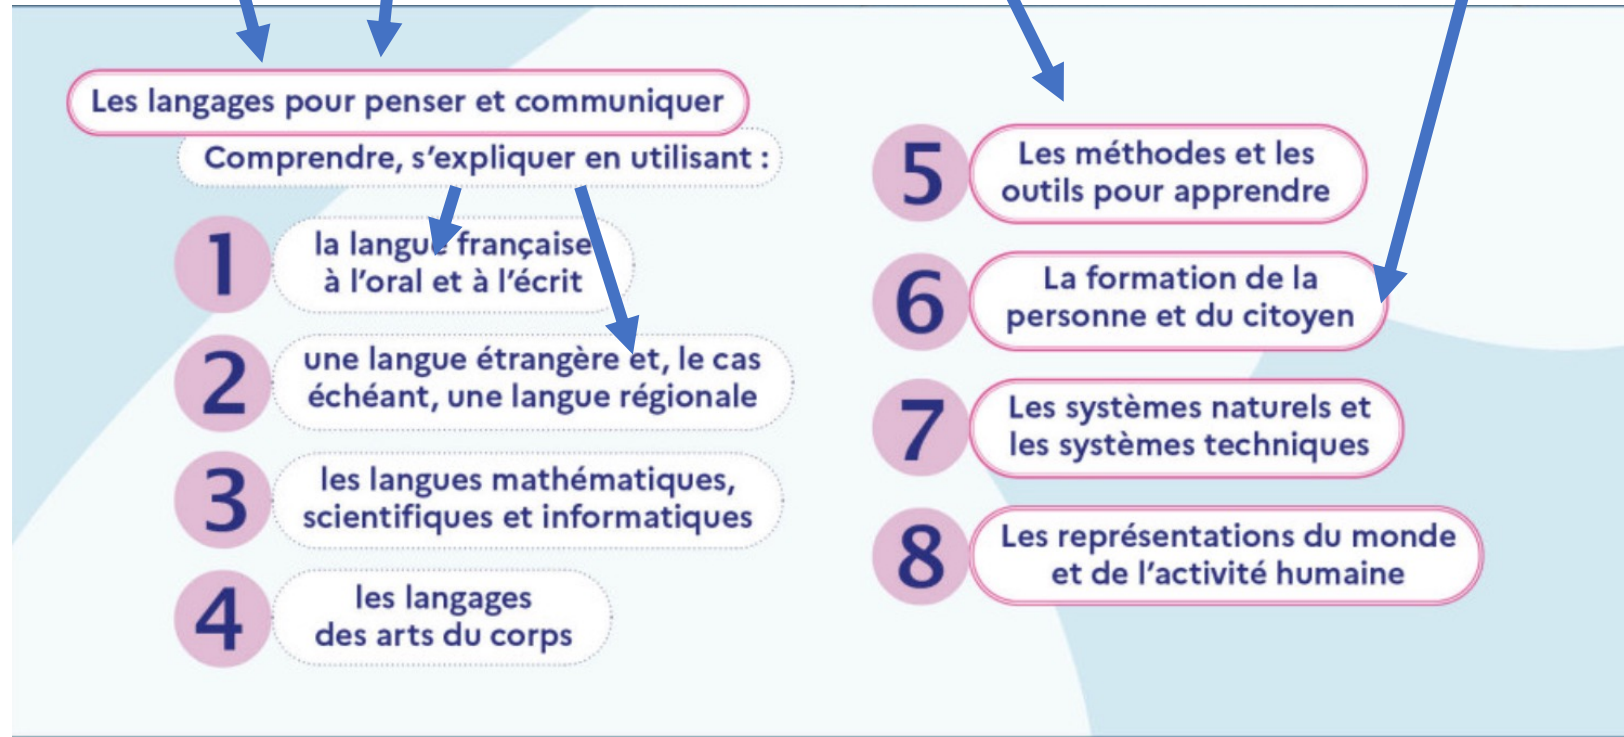 Les langages pour penser et communiquer
Comprendre, s'expliquer en utilisant :
1
la langue française
à l'oral et à l'écrit
2
une langue étrangère et, le cas
échéant, une langue régionale
3
les langues mathématiques,
scientifiques et informatiques
4
les langages
des arts du corps
5
Les méthodes et les
outils pour apprendre
6
La formation de la
personne et du citoyen
7
Les systèmes naturels et
les systèmes techniques
8
Les représentations du monde
et de l'activité humaine